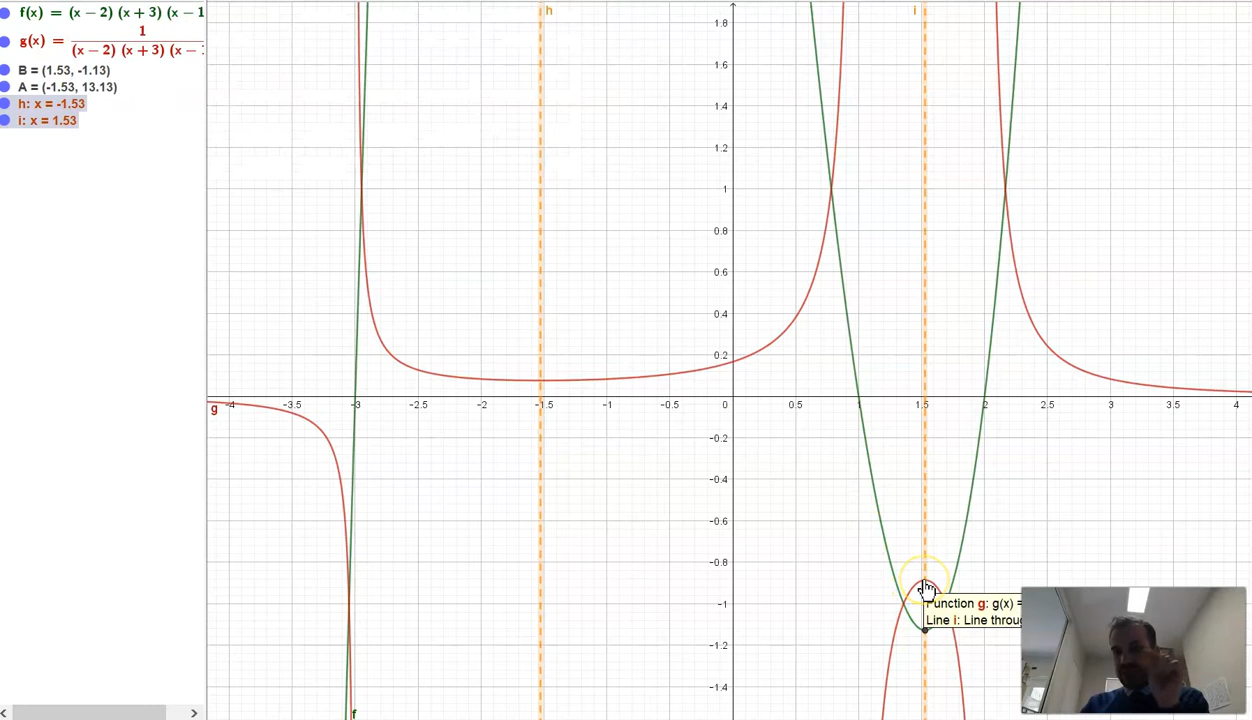 f(x) = (x − 2) (x + 3) (x − 1
g(x) = 1
(x − 2) (x + 3) (x −
B = (1.53, -1.13)
A = (-1.53, 13.13)
h: x = -1.53
i: x = 1.53
h
i
1.8
1.6
1.4
1.2
1
0.8
0.6
0.4
0.2
g
-4 -3.5 -3 -2.5 -2 -1.5 -1 -0.5 0 0.5 1 1.5 2 2.5 3 3.5 4
-0.2
-0.4
-0.6
-0.8
-1
-1.2
-1.4
Function g: g(x) =
Line i: Line throu
f